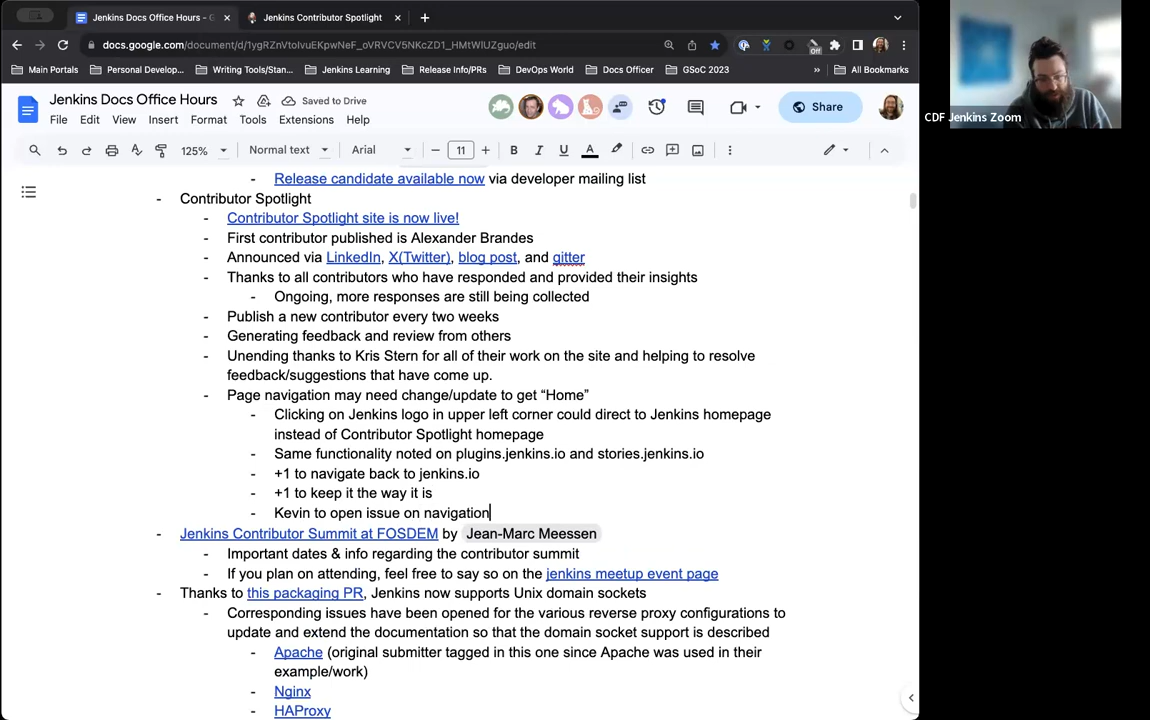 Jenkins Docs Office Hours - G
Jenkins Contributor Spotlight
docs.google.com/document/d/1ygRZnVtoIvuEKpwNeF_oVRVCV5NKcZD1_HMtWlUZguo/edit
Main Portals
Personal Develop...
Writing Tools/Stan...
Jenkins Learning
Release Info/PRs
DevOps World
Docs Officer
GSoC 2023
»
All Bookmarks
Jenkins Docs Office Hours
Saved to Drive
File Edit View Insert Format Tools Extensions Help
Share
125% Normal text Arial 11 B I U A
- Release candidate available now via developer mailing list
- Contributor Spotlight
- Contributor Spotlight site is now live!
- First contributor published is Alexander Brandes
- Announced via LinkedIn, X(Twitter), blog post, and gitter
- Thanks to all contributors who have responded and provided their insights
- Ongoing, more responses are still being collected
- Publish a new contributor every two weeks
- Generating feedback and review from others
- Unending thanks to Kris Stern for all of their work on the site and helping to resolve
feedback/suggestions that have come up.
- Page navigation may need change/update to get “Home”
- Clicking on Jenkins logo in upper left corner could direct to Jenkins homepage
instead of Contributor Spotlight homepage
- Same functionality noted on plugins.jenkins.io and stories.jenkins.io
- +1 to navigate back to jenkins.io
- +1 to keep it the way it is
- Kevin to open issue on navigation
- Jenkins Contributor Summit at FOSDEM by Jean-Marc Meessen
- Important dates & info regarding the contributor summit
- If you plan on attending, feel free to say so on the jenkins meetup event page
- Thanks to this packaging PR, Jenkins now supports Unix domain sockets
- Corresponding issues have been opened for the various reverse proxy configurations to
update and extend the documentation so that the domain socket support is described
- Apache (original submitter tagged in this one since Apache was used in their
example/work)
- Nginx
- HAProxy
CDF Jenkins Zoom